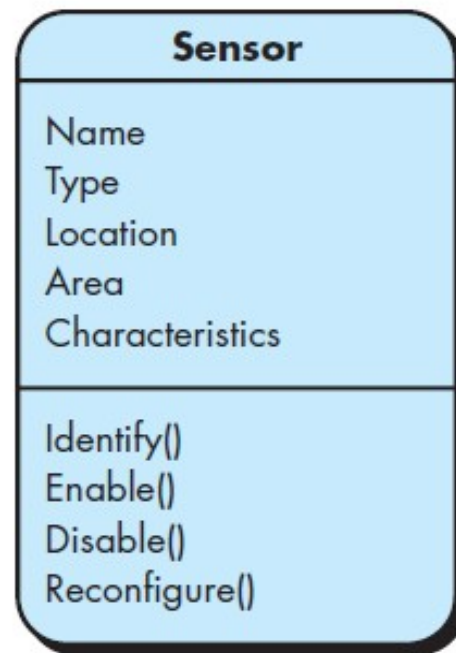 Sensor
Name
Type
Location
Area
Characteristics
Identify()
Enable()
Disable()
Reconfigure()